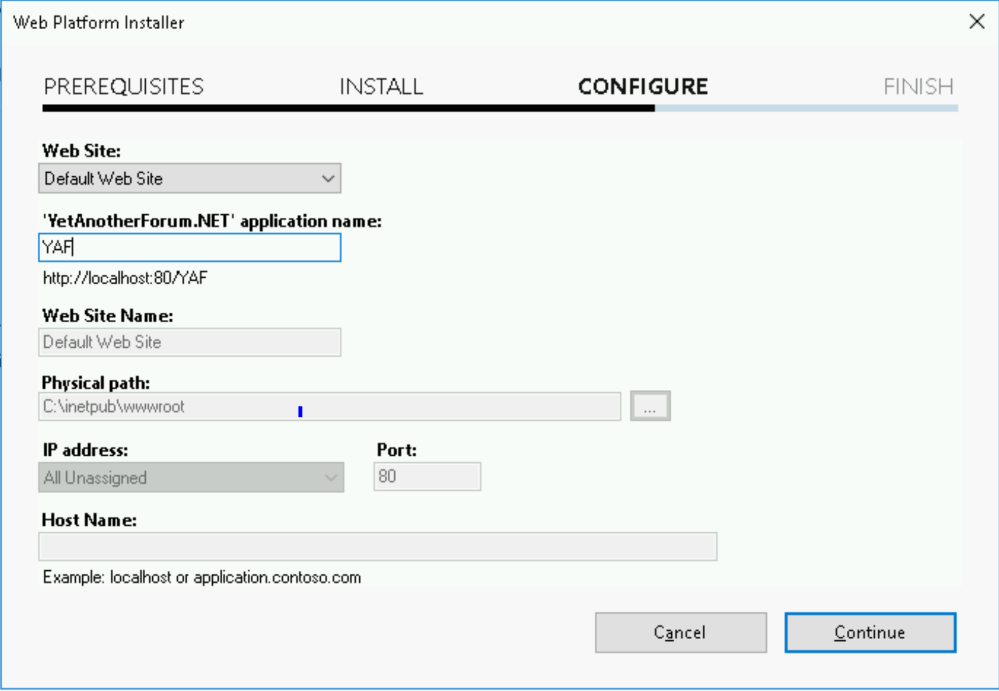 Web Platform Installer
PREREQUISITES INSTALL CONFIGURE FINISH
Web Site:
Default Web Site
'YetAnotherForum.NET' application name:
YAF
http://localhost:80/YAF
Web Site Name:
Default Web Site
Physical path:
C:\inetpub\wwwroot ...
IP address: Port:
All Unassigned 80
Host Name:
Example: localhost or application.contoso.com
Cancel Continue